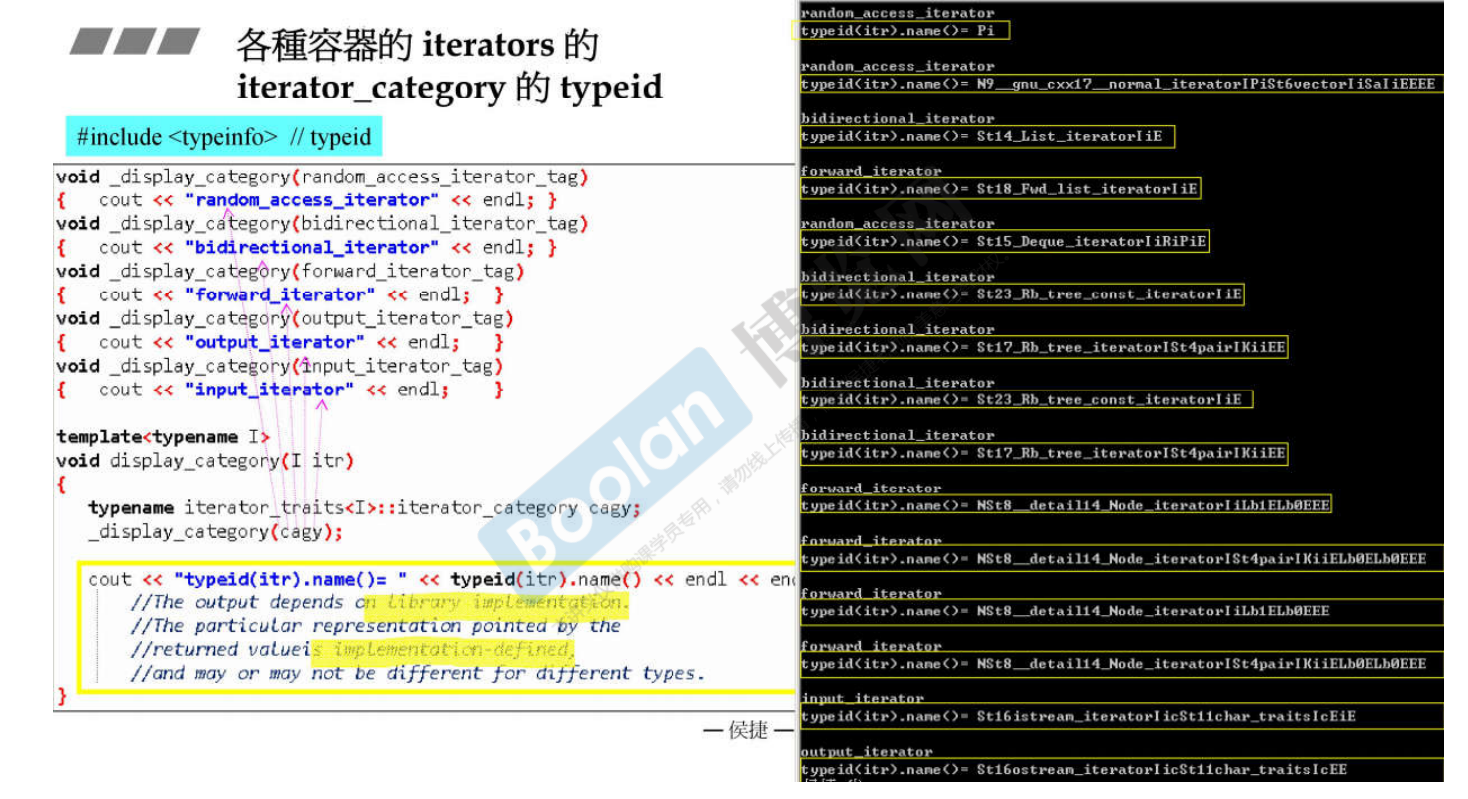 各種容器的 iterators 的
iterator_category 的 typeid
#include <typeinfo> // typeid
void _display_category(random_access_iterator_tag)
{ cout << "random_access_iterator" << endl; }
void _display_category(bidirectional_iterator_tag)
{ cout << "bidirectional_iterator" << endl; }
void _display_category(forward_iterator_tag)
{ cout << "forward_iterator" << endl; }
void _display_category(output_iterator_tag)
{ cout << "output_iterator" << endl; }
void _display_category(input_iterator_tag)
{ cout << "input_iterator" << endl; }
template<typename I>
void display_category(I itr)
{
typename iterator_traits<I>::iterator_category cagy;
_display_category(cagy);
cout << "typeid(itr).name()= " << typeid(itr).name() << endl << en
//The output depends on library implementation.
//The particular representation pointed by the
//returned valueis implementation-defined,
//and may or may not be different for different types.
}
— 侯捷 —
Boolan
random_access_iterator
typeid(itr).name()= Pi
random_access_iterator
typeid(itr).name()= N9__gnu_cxx17__normal_iteratorIPiSt6vectorIiSaIiEEEE
bidirectional_iterator
typeid(itr).name()= St14_List_iteratorIiE
forward_iterator
typeid(itr).name()= St18_Fwd_list_iteratorIiE
random_access_iterator
typeid(itr).name()= St15_Deque_iteratorIiRiPiE
bidirectional_iterator
typeid(itr).name()= St23_Rb_tree_const_iteratorIiE
bidirectional_iterator
typeid(itr).name()= St17_Rb_tree_iteratorISt4pairIKiiEE
bidirectional_iterator
typeid(itr).name()= St23_Rb_tree_const_iteratorIiE
bidirectional_iterator
typeid(itr).name()= St17_Rb_tree_iteratorISt4pairIKiiEE
forward_iterator
typeid(itr).name()= NSt8__detail14_Node_iteratorIiLb1ELb0EEE
forward_iterator
typeid(itr).name()= NSt8__detail14_Node_iteratorISt4pairIKiiELb0ELb0EEE
forward_iterator
typeid(itr).name()= NSt8__detail14_Node_iteratorIiLb1ELb0EEE
forward_iterator
typeid(itr).name()= NSt8__detail14_Node_iteratorISt4pairIKiiELb0ELb0EEE
input_iterator
typeid(itr).name()= St16istream_iteratorIicSt11char_traitsIcEiE
output_iterator
typeid(itr).name()= St16ostream_iteratorIicSt11char_traitsIcEE